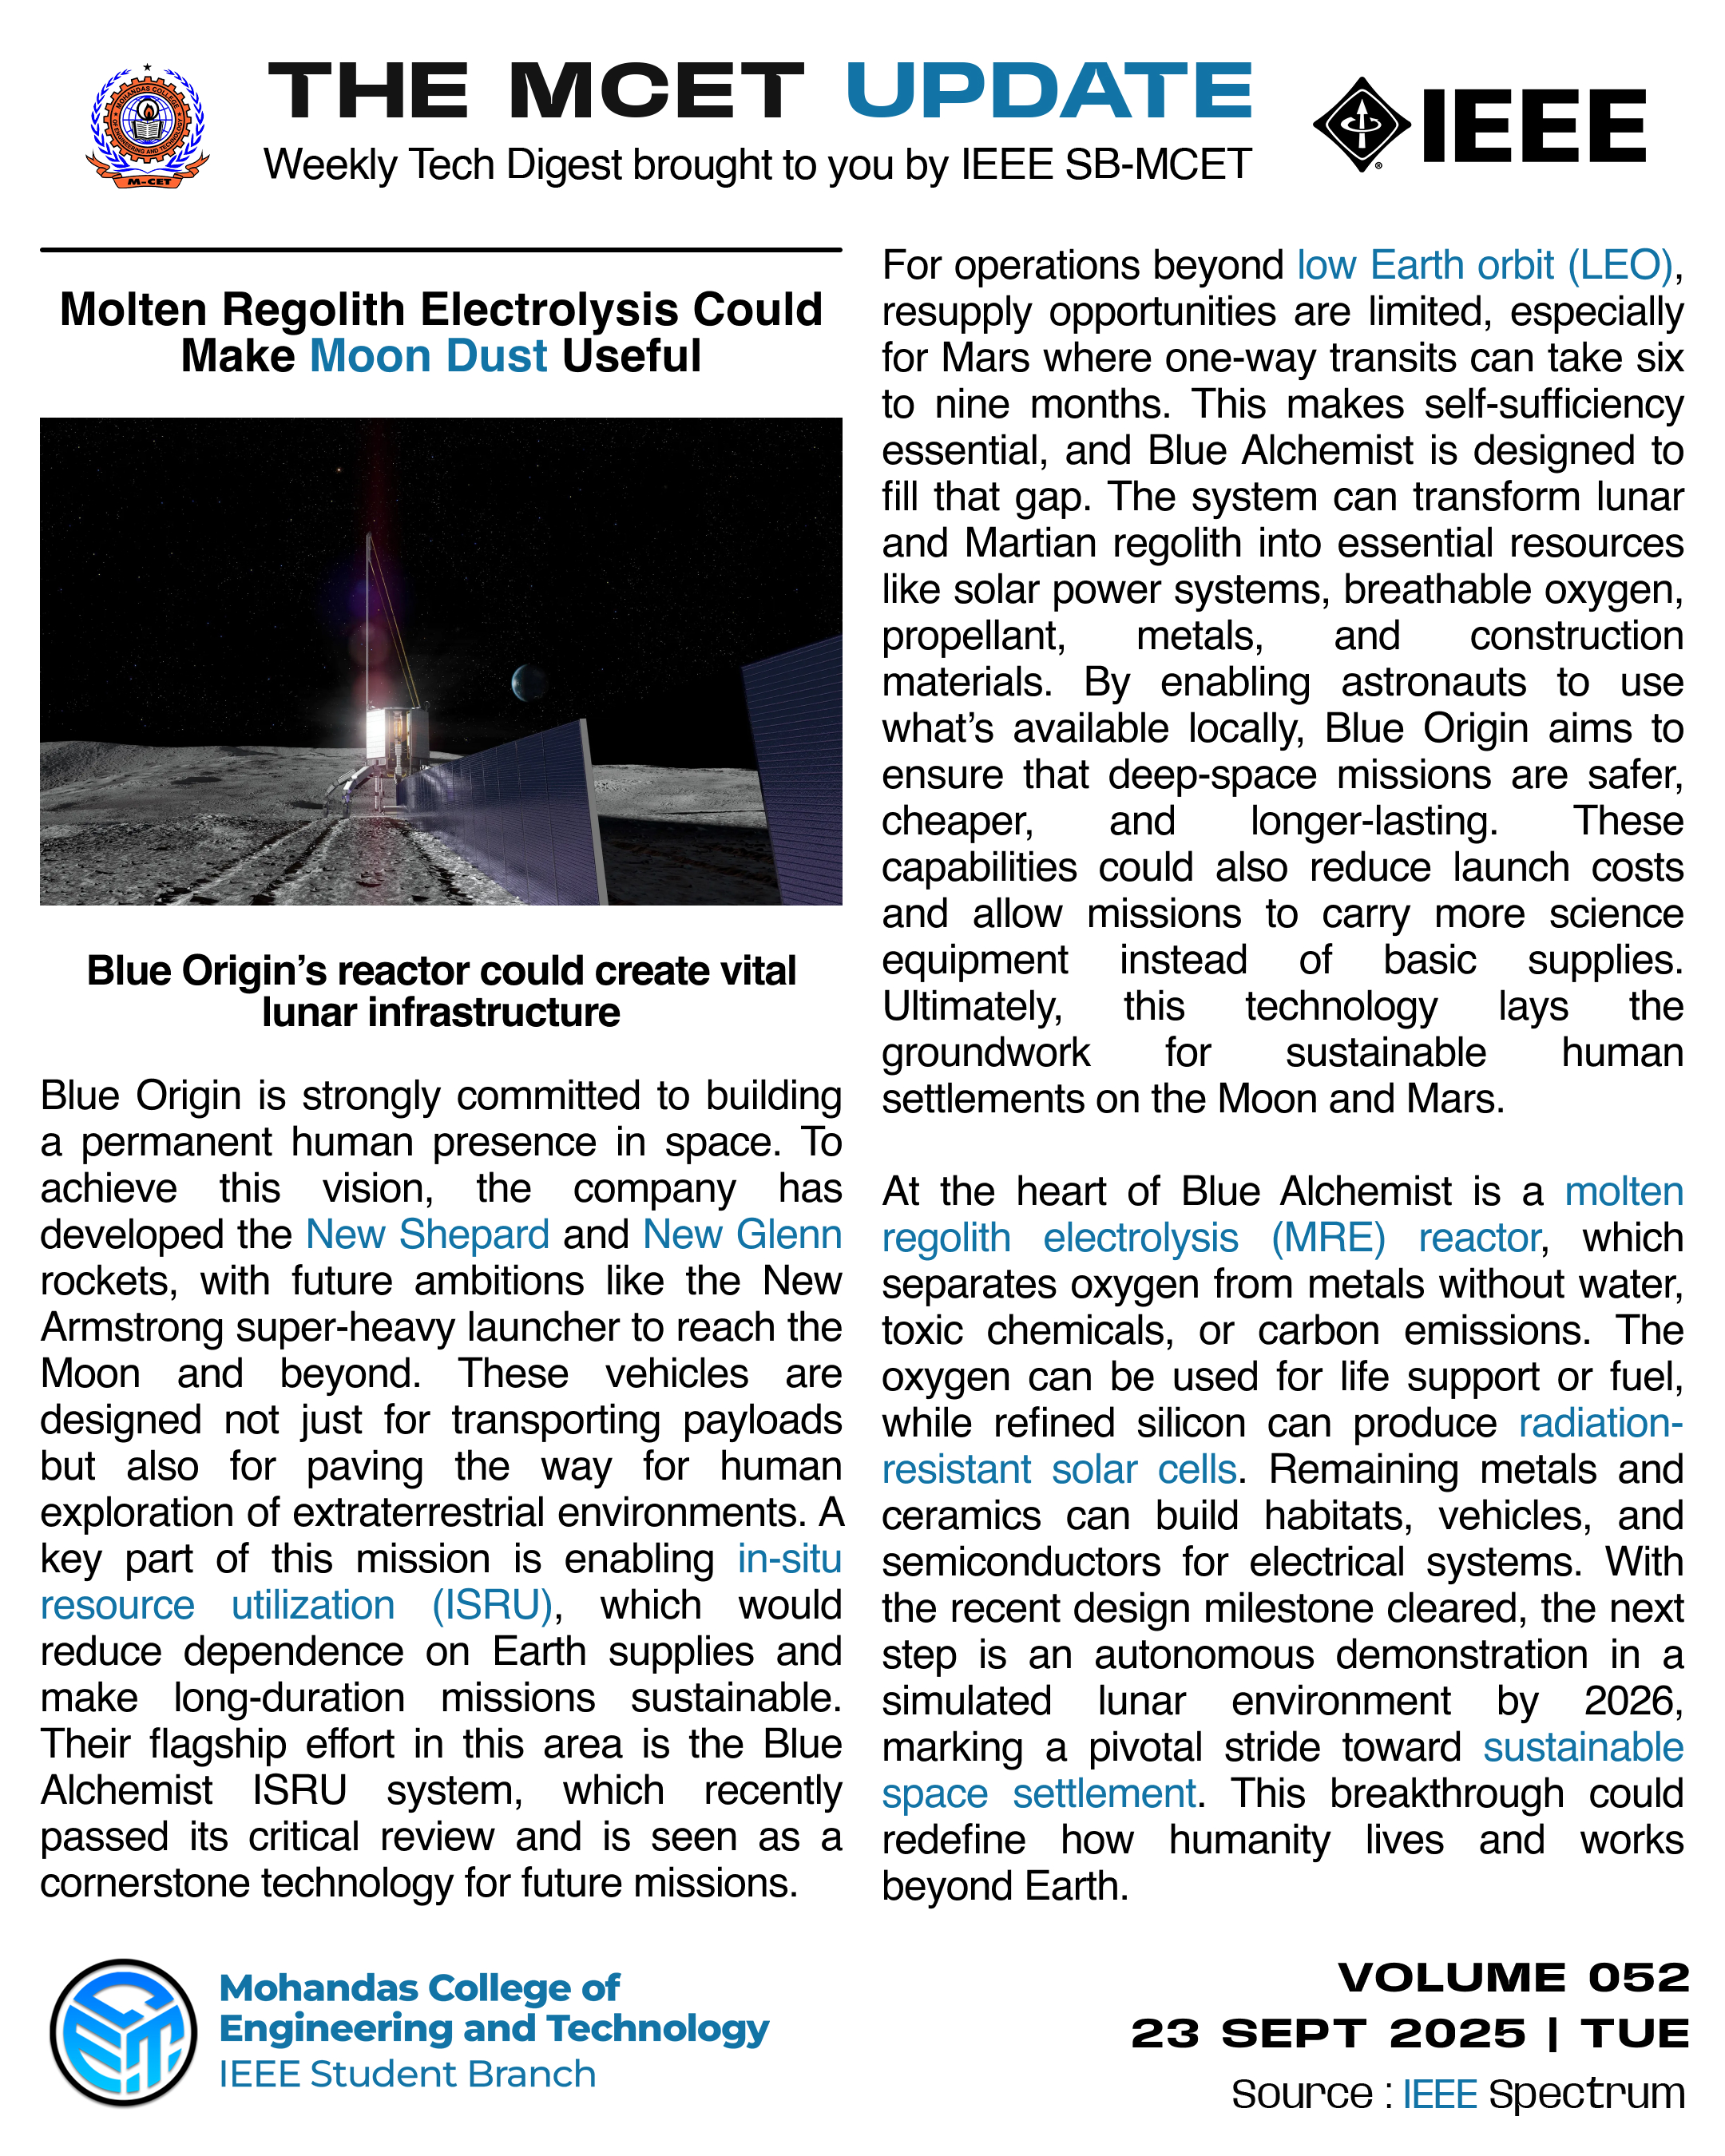 THE MCET UPDATE
Weekly Tech Digest brought to you by IEEE SB-MCET
MOHANDAS COLLEGE
OF ENGINEERING AND TECHNOLOGY
M-CET
IEEE
Molten Regolith Electrolysis Could
Make Moon Dust Useful
Blue Origin’s reactor could create vital
lunar infrastructure
Blue Origin is strongly committed to building
a permanent human presence in space. To
achieve this vision, the company has
developed the New Shepard and New Glenn
rockets, with future ambitions like the New
Armstrong super-heavy launcher to reach the
Moon and beyond. These vehicles are
designed not just for transporting payloads
but also for paving the way for human
exploration of extraterrestrial environments. A
key part of this mission is enabling in-situ
resource utilization (ISRU), which would
reduce dependence on Earth supplies and
make long-duration missions sustainable.
Their flagship effort in this area is the Blue
Alchemist ISRU system, which recently
passed its critical review and is seen as a
cornerstone technology for future missions.
For operations beyond low Earth orbit (LEO),
resupply opportunities are limited, especially
for Mars where one-way transits can take six
to nine months. This makes self-sufficiency
essential, and Blue Alchemist is designed to
fill that gap. The system can transform lunar
and Martian regolith into essential resources
like solar power systems, breathable oxygen,
propellant, metals, and construction
materials. By enabling astronauts to use
what’s available locally, Blue Origin aims to
ensure that deep-space missions are safer,
cheaper, and longer-lasting. These
capabilities could also reduce launch costs
and allow missions to carry more science
equipment instead of basic supplies.
Ultimately, this technology lays the
groundwork for sustainable human
settlements on the Moon and Mars.
At the heart of Blue Alchemist is a molten
regolith electrolysis (MRE) reactor, which
separates oxygen from metals without water,
toxic chemicals, or carbon emissions. The
oxygen can be used for life support or fuel,
while refined silicon can produce radiation-
resistant solar cells. Remaining metals and
ceramics can build habitats, vehicles, and
semiconductors for electrical systems. With
the recent design milestone cleared, the next
step is an autonomous demonstration in a
simulated lunar environment by 2026,
marking a pivotal stride toward sustainable
space settlement. This breakthrough could
redefine how humanity lives and works
beyond Earth.
Mohandas College of
Engineering and Technology
IEEE Student Branch
VOLUME 052
23 SEPT 2025 | TUE
Source : IEEE Spectrum